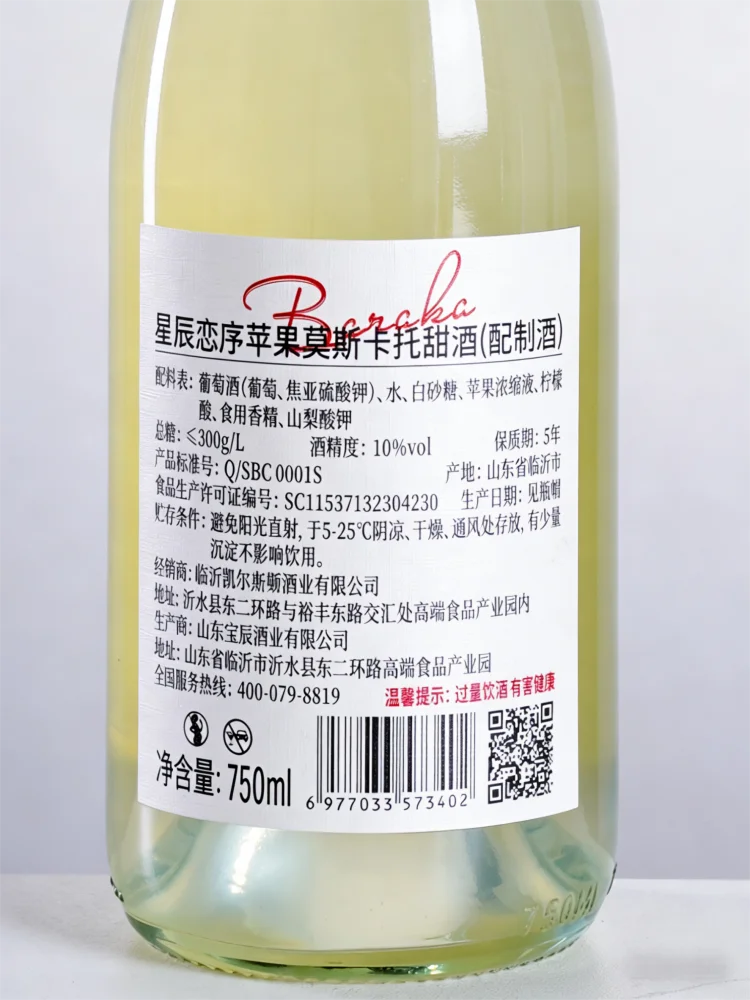 Baraka
星辰恋序苹果莫斯卡托甜酒(配制酒)
配料表：葡萄酒(葡萄、焦亚硫酸钾)、水、白砂糖、苹果浓缩液、柠檬
酸、食用香精、山梨酸钾
总糖：≤300g/L 酒精度：10%vol 保质期：5年
产品标准号：Q/SBC 0001S 产地：山东省临沂市
食品生产许可证编号：SC11537132304230 生产日期：见瓶帽
贮存条件：避免阳光直射, 于5-25℃阴凉、干燥、通风处存放, 有少量
沉淀不影响饮用。
经销商：临沂凯尔斯顿酒业有限公司
地址：沂水县东二环路与裕丰东路交汇处高端食品产业园内
生产商：山东宝辰酒业有限公司
地址：山东省临沂市沂水县东二环路高端食品产业园
全国服务热线：400-079-8819 温馨提示：过量饮酒 有害健康
净含量：750ml
6 977033 573402
750Ml